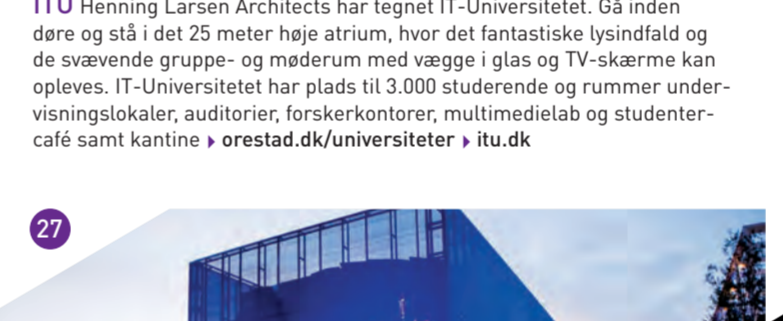 ITU Henning Larsen Architects har tegnet IT-Universitetet. Gå inden
døre og stå i det 25 meter høje atrium, hvor det fantastiske lysindfald og
de svævende gruppe- og møderum med vægge i glas og TV-skærme kan
opleves. IT-Universitetet har plads til 3.000 studerende og rummer under-
visningslokaler, auditorier, forskerkontorer, multimedielab og studenter-
café samt kantine ▸ orestad.dk/universiteter ▸ itu.dk
27